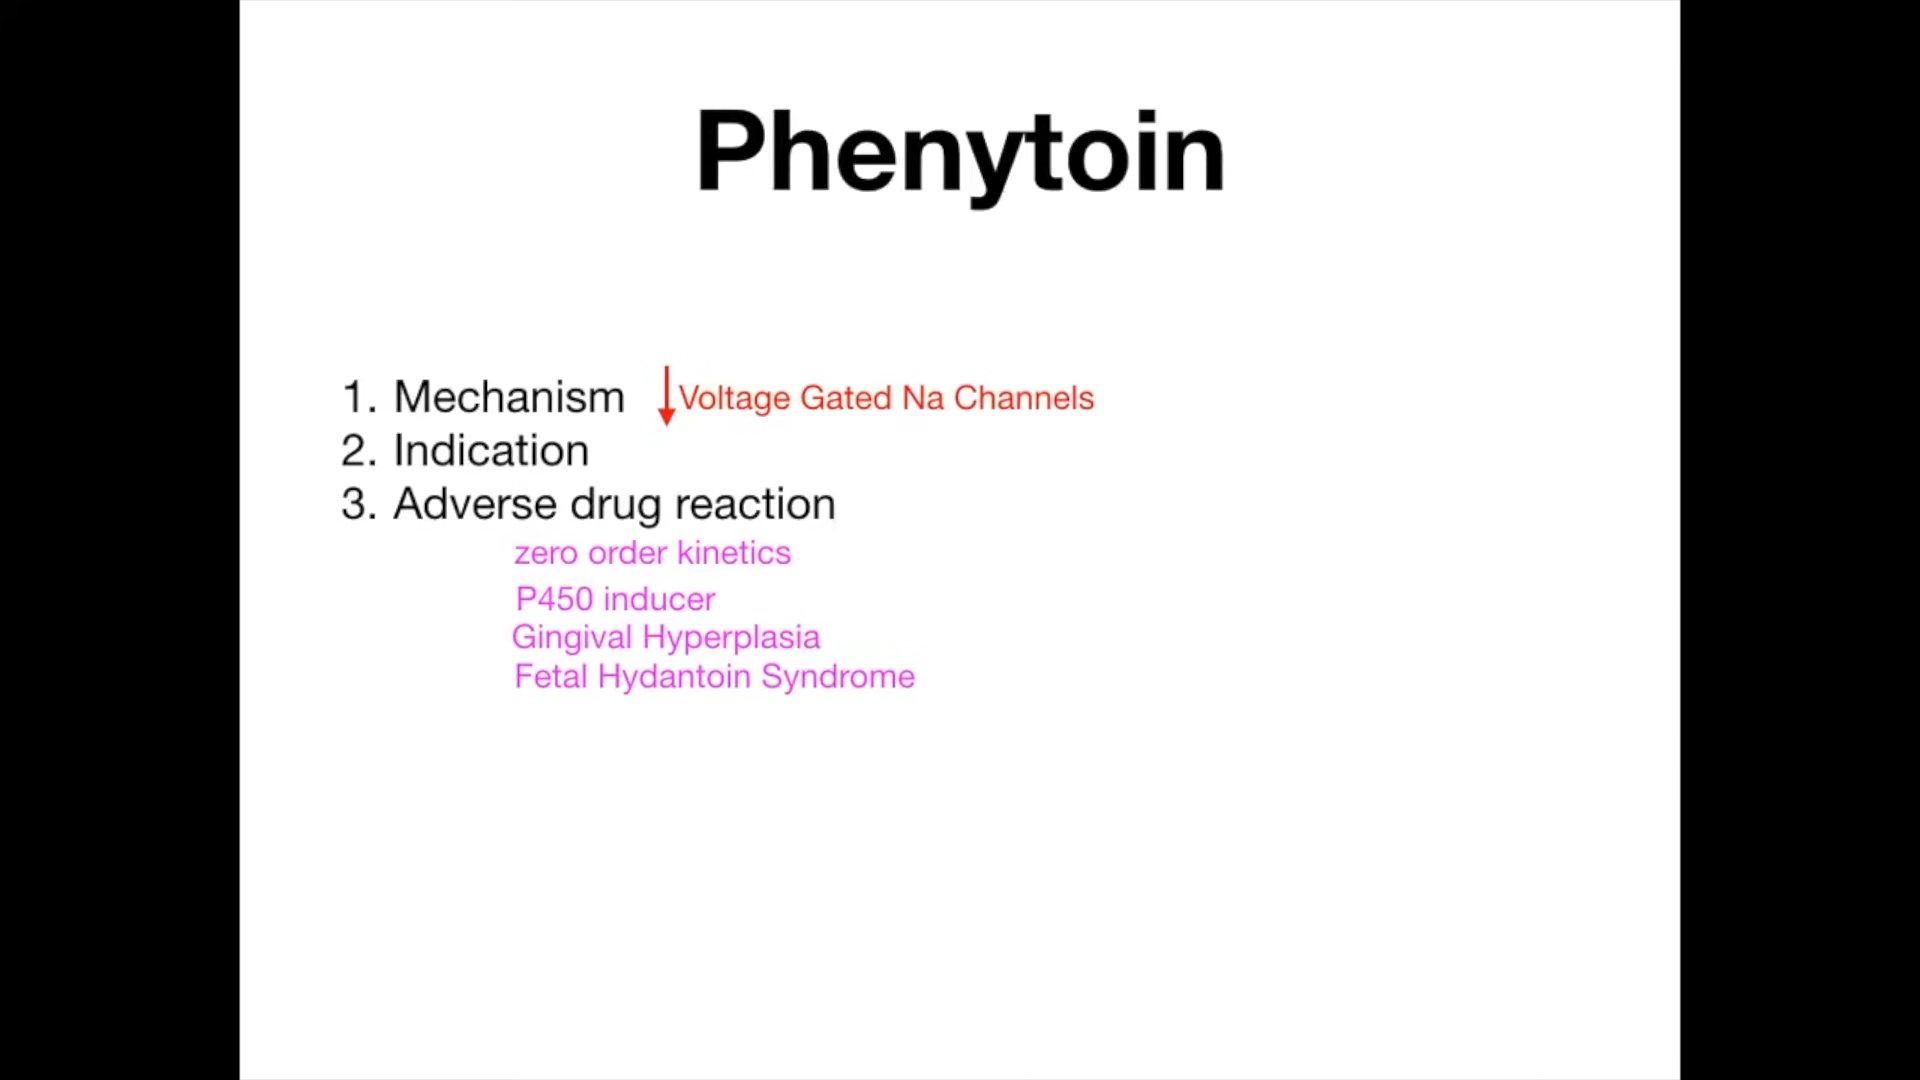 Phenytoin
1. Mechanism ↓Voltage Gated Na Channels
2. Indication
3. Adverse drug reaction
zero order kinetics
P450 inducer
Gingival Hyperplasia
Fetal Hydantoin Syndrome